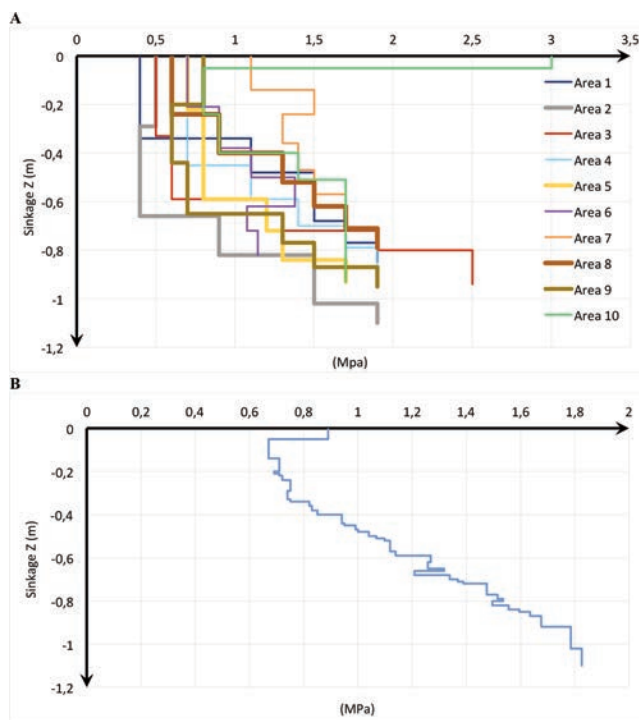 A
0 0,5 1 1,5 2 2,5 3 3,5
0
-0,2
-0,4
-0,6
-0,8
-1
-1,2
Sinkage Z (m)
Area 1
Area 2
Area 3
Area 4
Area 5
Area 6
Area 7
Area 8
Area 9
Area 10
(Mpa)
B
0 0,2 0,4 0,6 0,8 1 1,2 1,4 1,6 1,8 2
0
-0,2
-0,4
-0,6
-0,8
-1
-1,2
Sinkage Z (m)
(MPa)